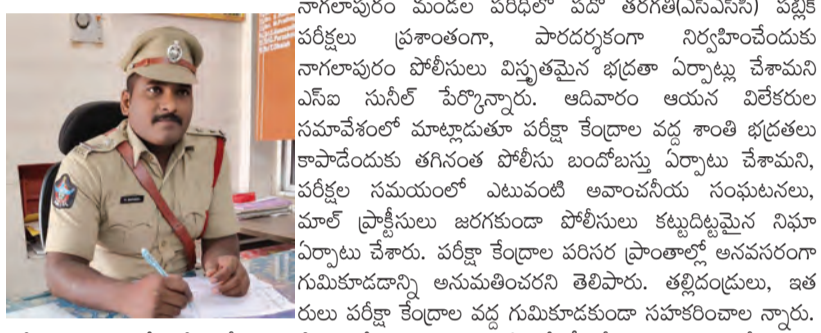 నాగలాపురం మండల పరిధిలో పదో తరగతి(ఎస్ఎస్‌సి) పబ్లిక్
పరీక్షలు ప్రశాంతంగా, పారదర్శకంగా నిర్వహించేందుకు
నాగలాపురం పోలీసులు విస్తృతమైన భద్రతా ఏర్పాట్లు చేశామని
ఎస్ఐ సునీల్ పేర్కొన్నారు. ఆదివారం ఆయన విలేకరుల
సమావేశంలో మాట్లాడుతూ పరీక్షా కేంద్రాల వద్ద శాంతి భద్రతలు
కాపాడేందుకు తగినంత పోలీసు బందోబస్తు ఏర్పాటు చేశామని,
పరీక్షల సమయంలో ఎటువంటి అవాంచనీయ సంఘటనలు,
మాల్ ప్రాక్టీసులు జరగకుండా పోలీసులు కట్టుదిట్టమైన నిఘా
ఏర్పాటు చేశారు. పరీక్షా కేంద్రాల పరిసర ప్రాంతాల్లో అనవసరంగా
గుమికూడడాన్ని అనుమతించరని తెలిపారు. తల్లిదండ్రులు, ఇత
రులు పరీక్షా కేంద్రాల వద్ద గుమికూడకుండా సహకరించాల న్నారు.